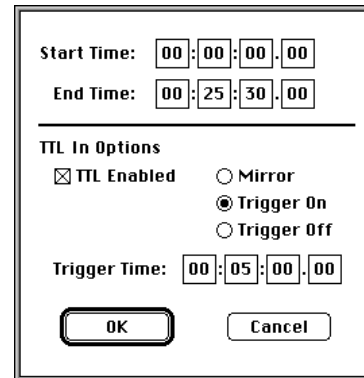 Start Time: 00:00:00.00
End Time: 00:25:30.00
TTL In Options
TTL Enabled Mirror
Trigger On
Trigger Off
Trigger Time: 00:05:00.00
OK Cancel